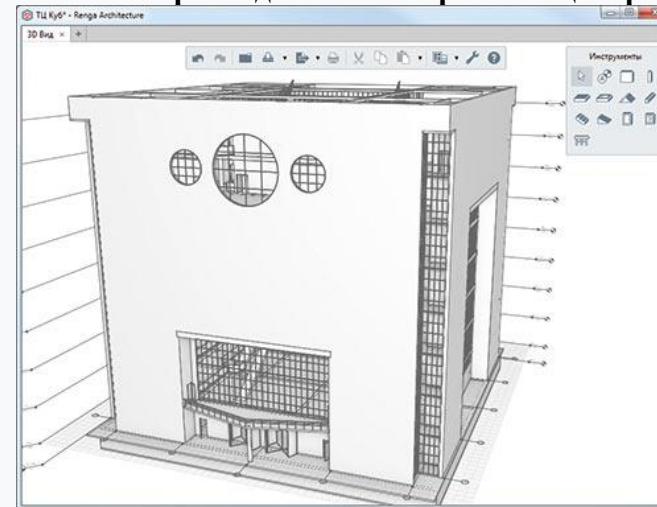 ТЦ Куб* - Renga Architecture
3D Вид × +
Инструменты